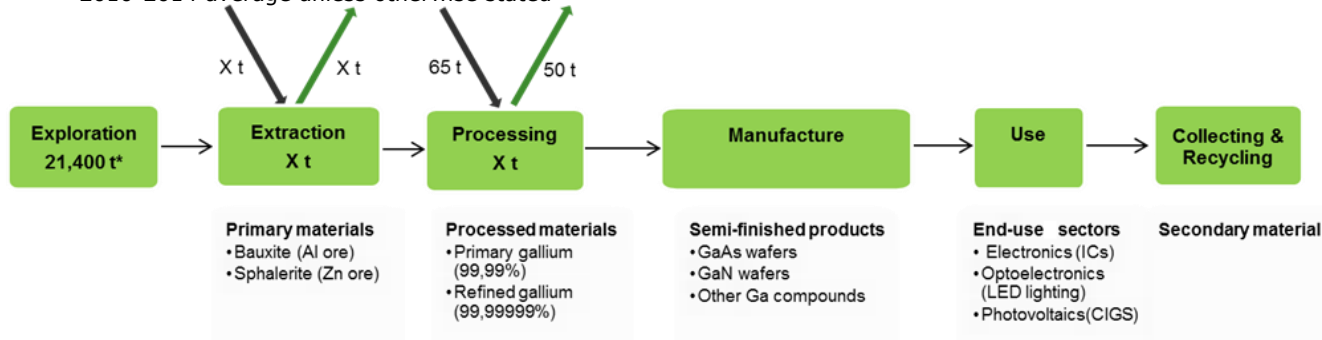 X t
X t
65 t
50 t
Exploration
21,400 t*
Extraction
X t
Processing
X t
Manufacture
Use
Collecting &
Recycling
Primary materials
•Bauxite (Al ore)
•Sphalerite (Zn ore)
Processed materials
•Primary gallium
(99,99%)
•Refined gallium
(99,99999%)
Semi-finished products
•GaAs wafers
•GaN wafers
•Other Ga compounds
End-use sectors
• Electronics (ICs)
•Optoelectronics
(LED lighting)
•Photovoltaics(CIGS)
Secondary material